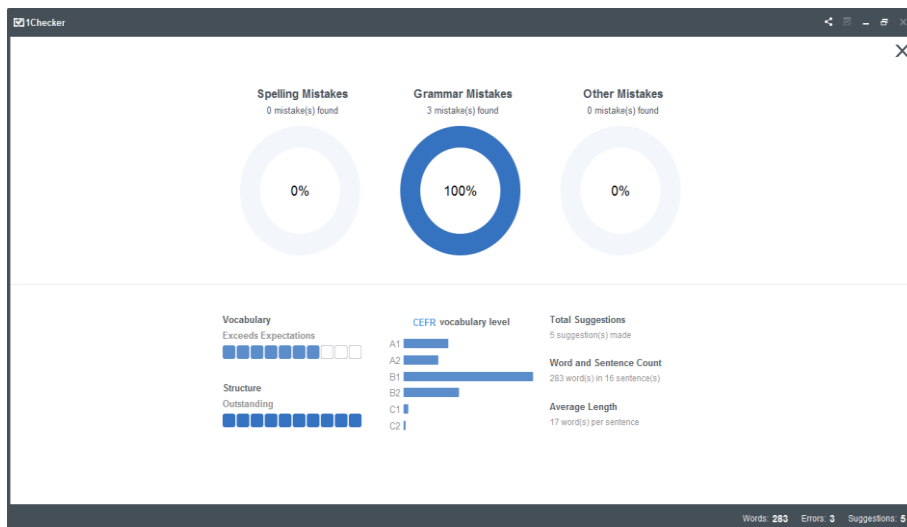 1Checker
Spelling Mistakes
0 mistake(s) found
0%
Grammar Mistakes
3 mistake(s) found
100%
Other Mistakes
0 mistake(s) found
0%
Vocabulary
Exceeds Expectations
Structure
Outstanding
CEFR vocabulary level
A1
A2
B1
B2
C1
C2
Total Suggestions
5 suggestion(s) made
Word and Sentence Count
283 word(s) in 16 sentence(s)
Average Length
17 word(s) per sentence
Words: 283 Errors: 3 Suggestions: 5